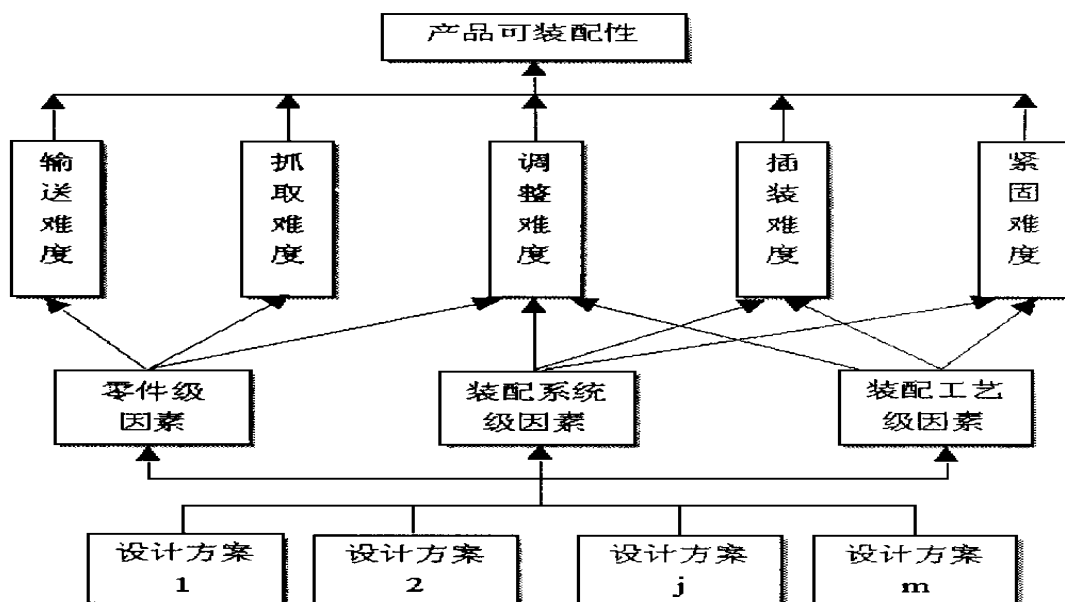 产品可装配性
输送难度
抓取难度
调整难度
插装难度
紧固难度
零件级
因素
装配系统
级因素
装配工艺
级因素
设计方案
1
设计方案
2
设计方案
j
设计方案
m